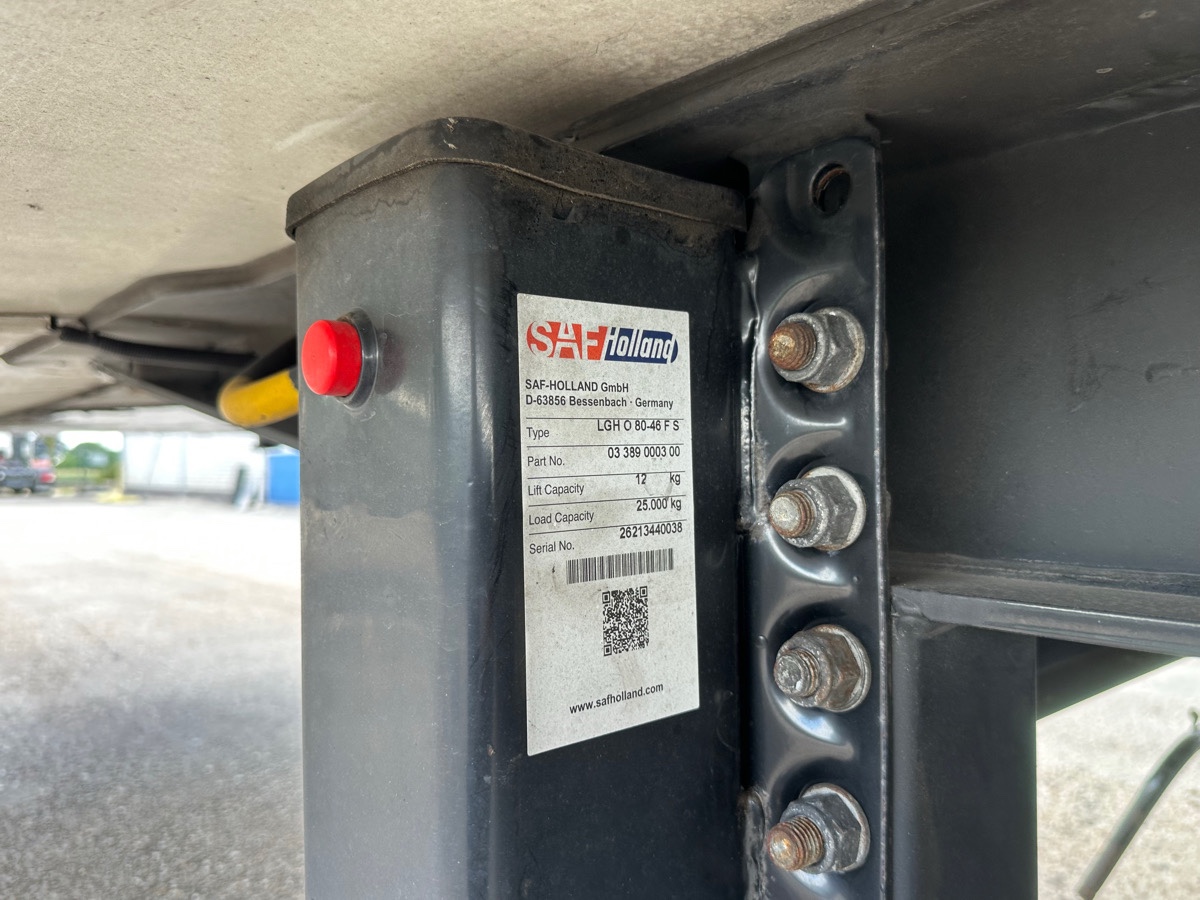 SAF Holland
SAF-HOLLAND GmbH
D-63856 Bessenbach · Germany
Type LGH O 80-46 F S
Part No. 03 389 0003 00
Lift Capacity 12 kg
Load Capacity 25.000 kg
Serial No. 26213440038
www.safholland.com